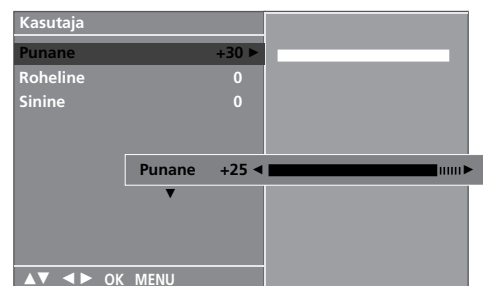 Kasutaja
Punane +30 ►
Roheline 0
Sinine 0
Punane +25 ◄ ►
▼
▲▼ ◄► OK MENU